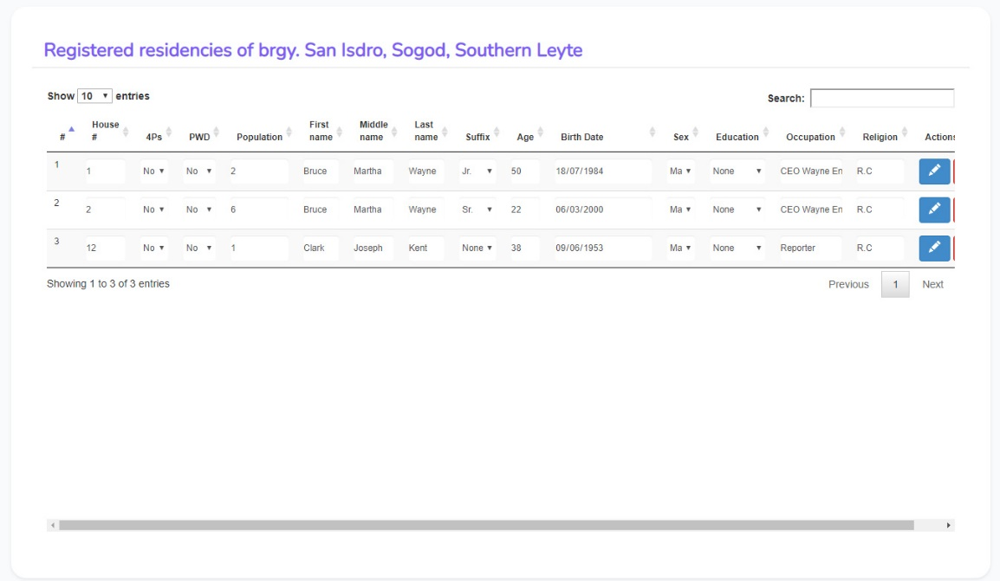 Registered residencies of brgy. San Isdro, Sogod, Southern Leyte
Show 10 entries Search:
# House # 4Ps PWD Population First name Middle name Last name Suffix Age Birth Date Sex Education Occupation Religion Actions
1 1 No No 2 Bruce Martha Wayne Jr. 50 18/07/1984 Ma None CEO Wayne En R.C
2 2 No No 6 Bruce Martha Wayne Sr. 22 06/03/2000 Ma None CEO Wayne En R.C
3 12 No No 1 Clark Joseph Kent None 38 09/06/1953 Ma None Reporter R.C
Showing 1 to 3 of 3 entries Previous 1 Next